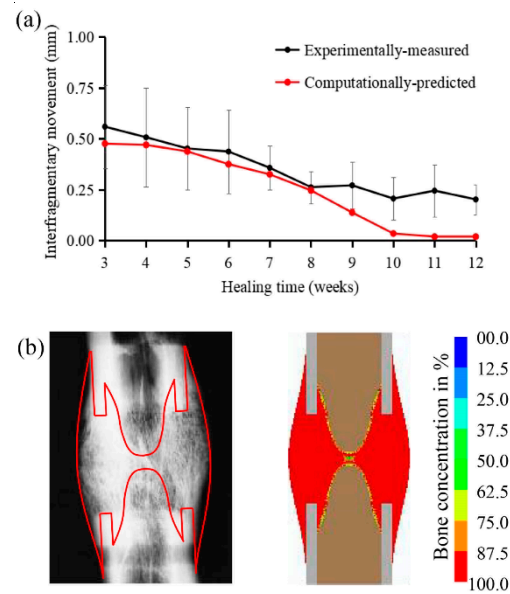 (a)
Interfragmentary movement (mm)
1.00
0.75
0.50
0.25
0.00
Experimentally-measured
Computationally-predicted
3 4 5 6 7 8 9 10 11 12
Healing time (weeks)
(b)
Bone concentration in %
00.0
12.5
25.0
37.5
50.0
62.5
75.0
87.5
100.0